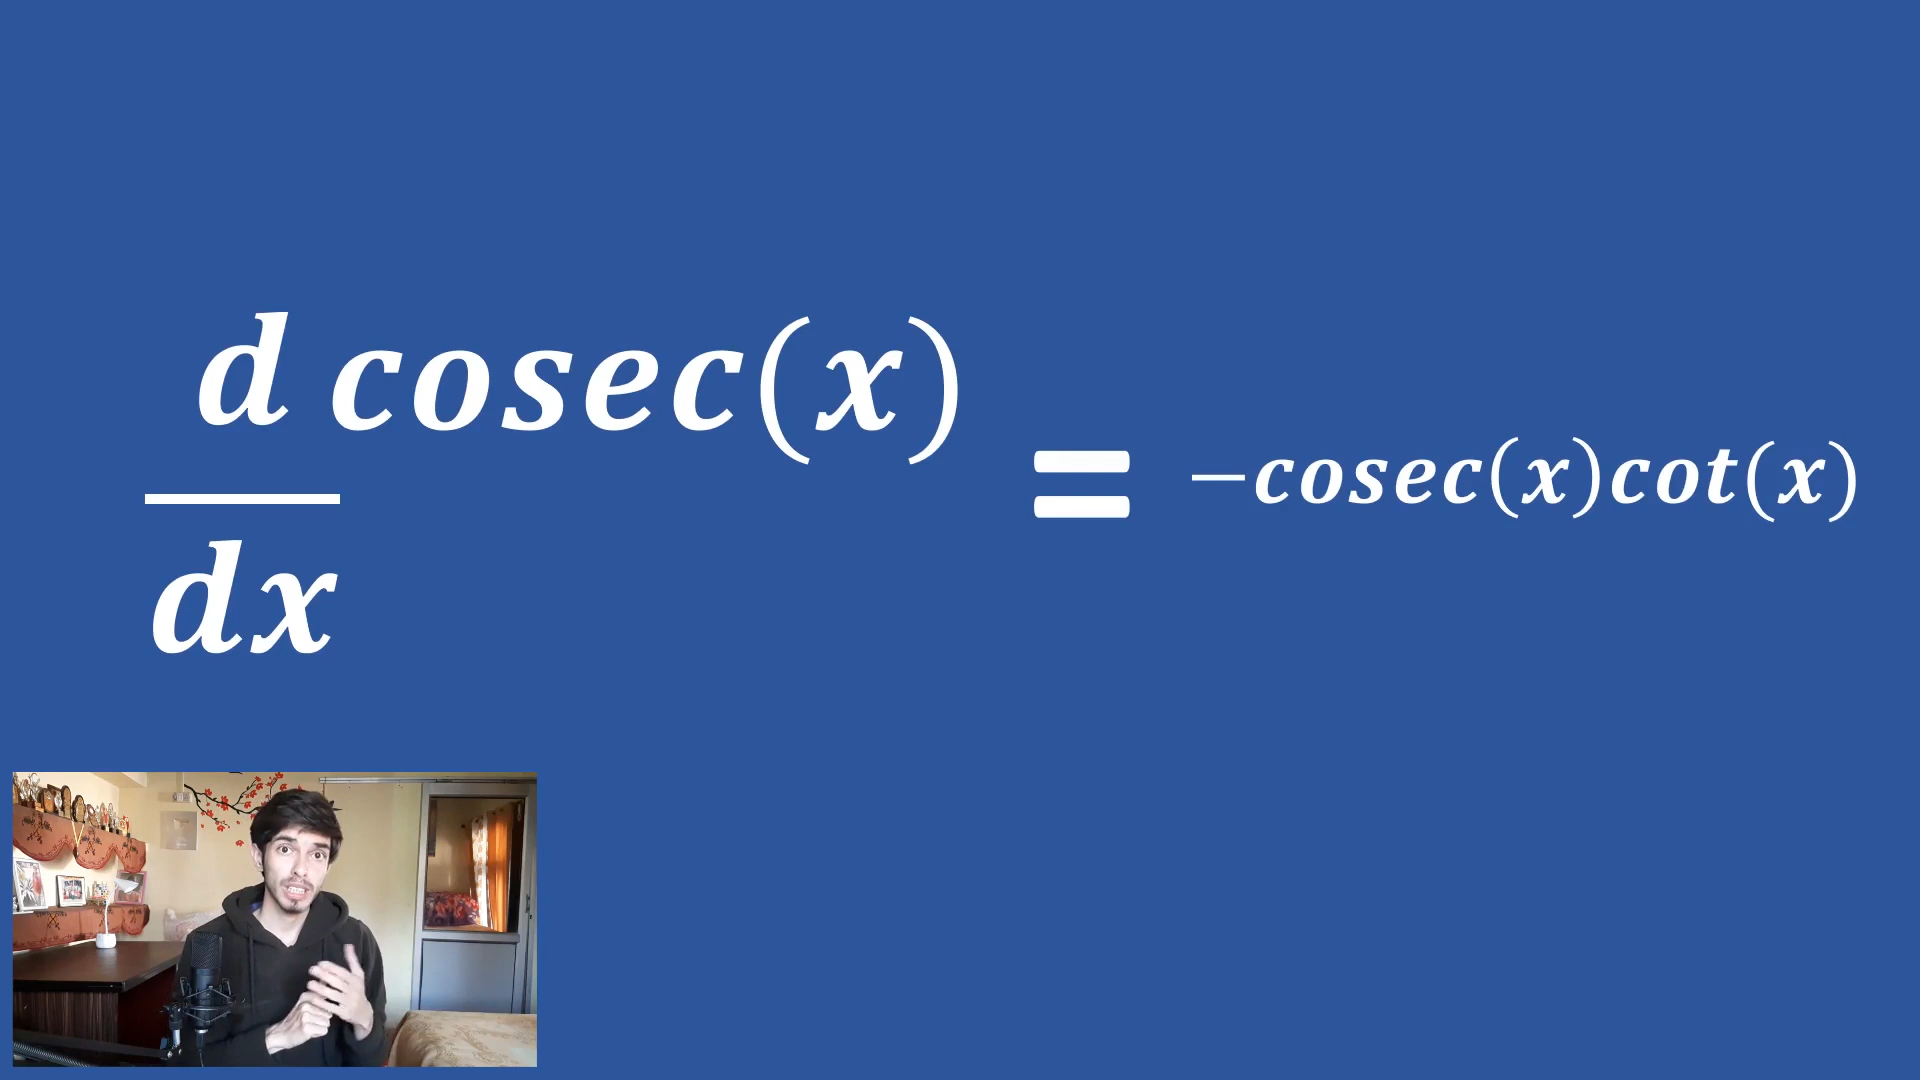 d cosec(x)
dx
= −cosec(x)cot(x)